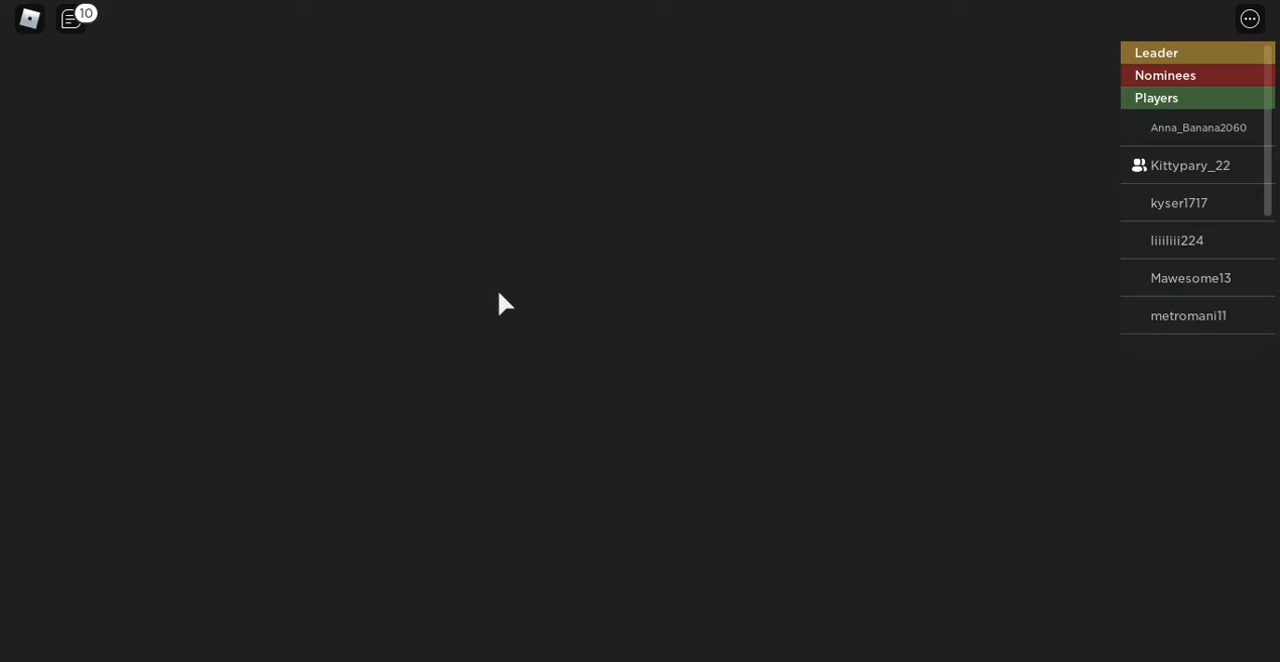 10
Leader
Nominees
Players
Anna_Banana2060
Kittypary_22
kyser1717
liiiliii224
Mawesome13
metromani11